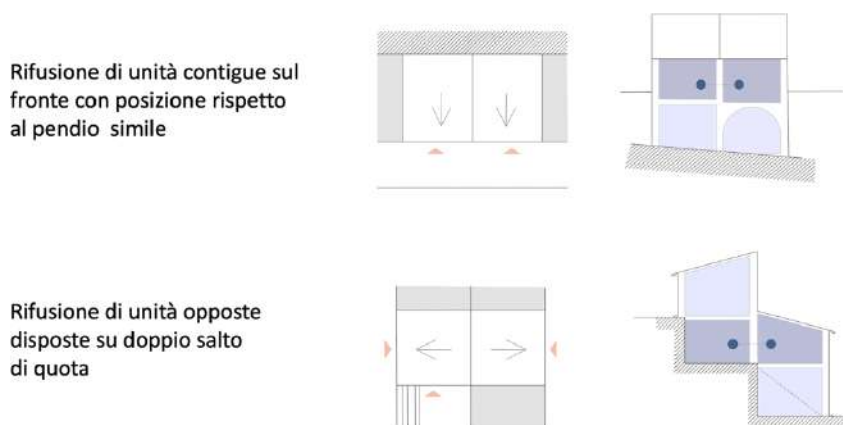 Rifusione di unità contigue sul
fronte con posizione rispetto
al pendio simile
Rifusione di unità opposte
disposte su doppio salto
di quota